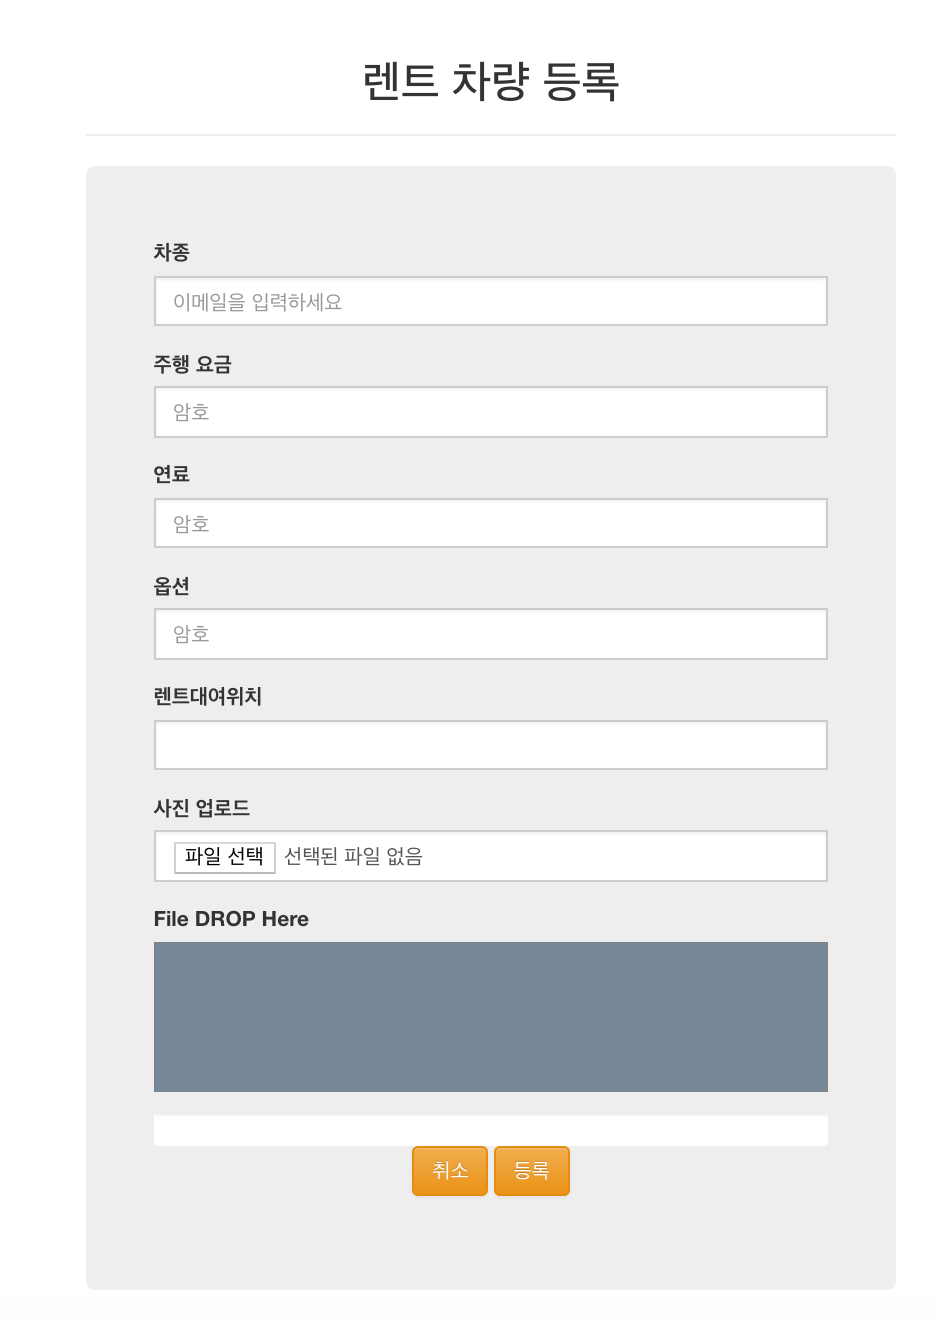 렌트 차량 등록
차종
이메일을 입력하세요
주행 요금
암호
연료
암호
옵션
암호
렌트대여위치
사진 업로드
파일 선택 선택된 파일 없음
File DROP Here
취소 등록